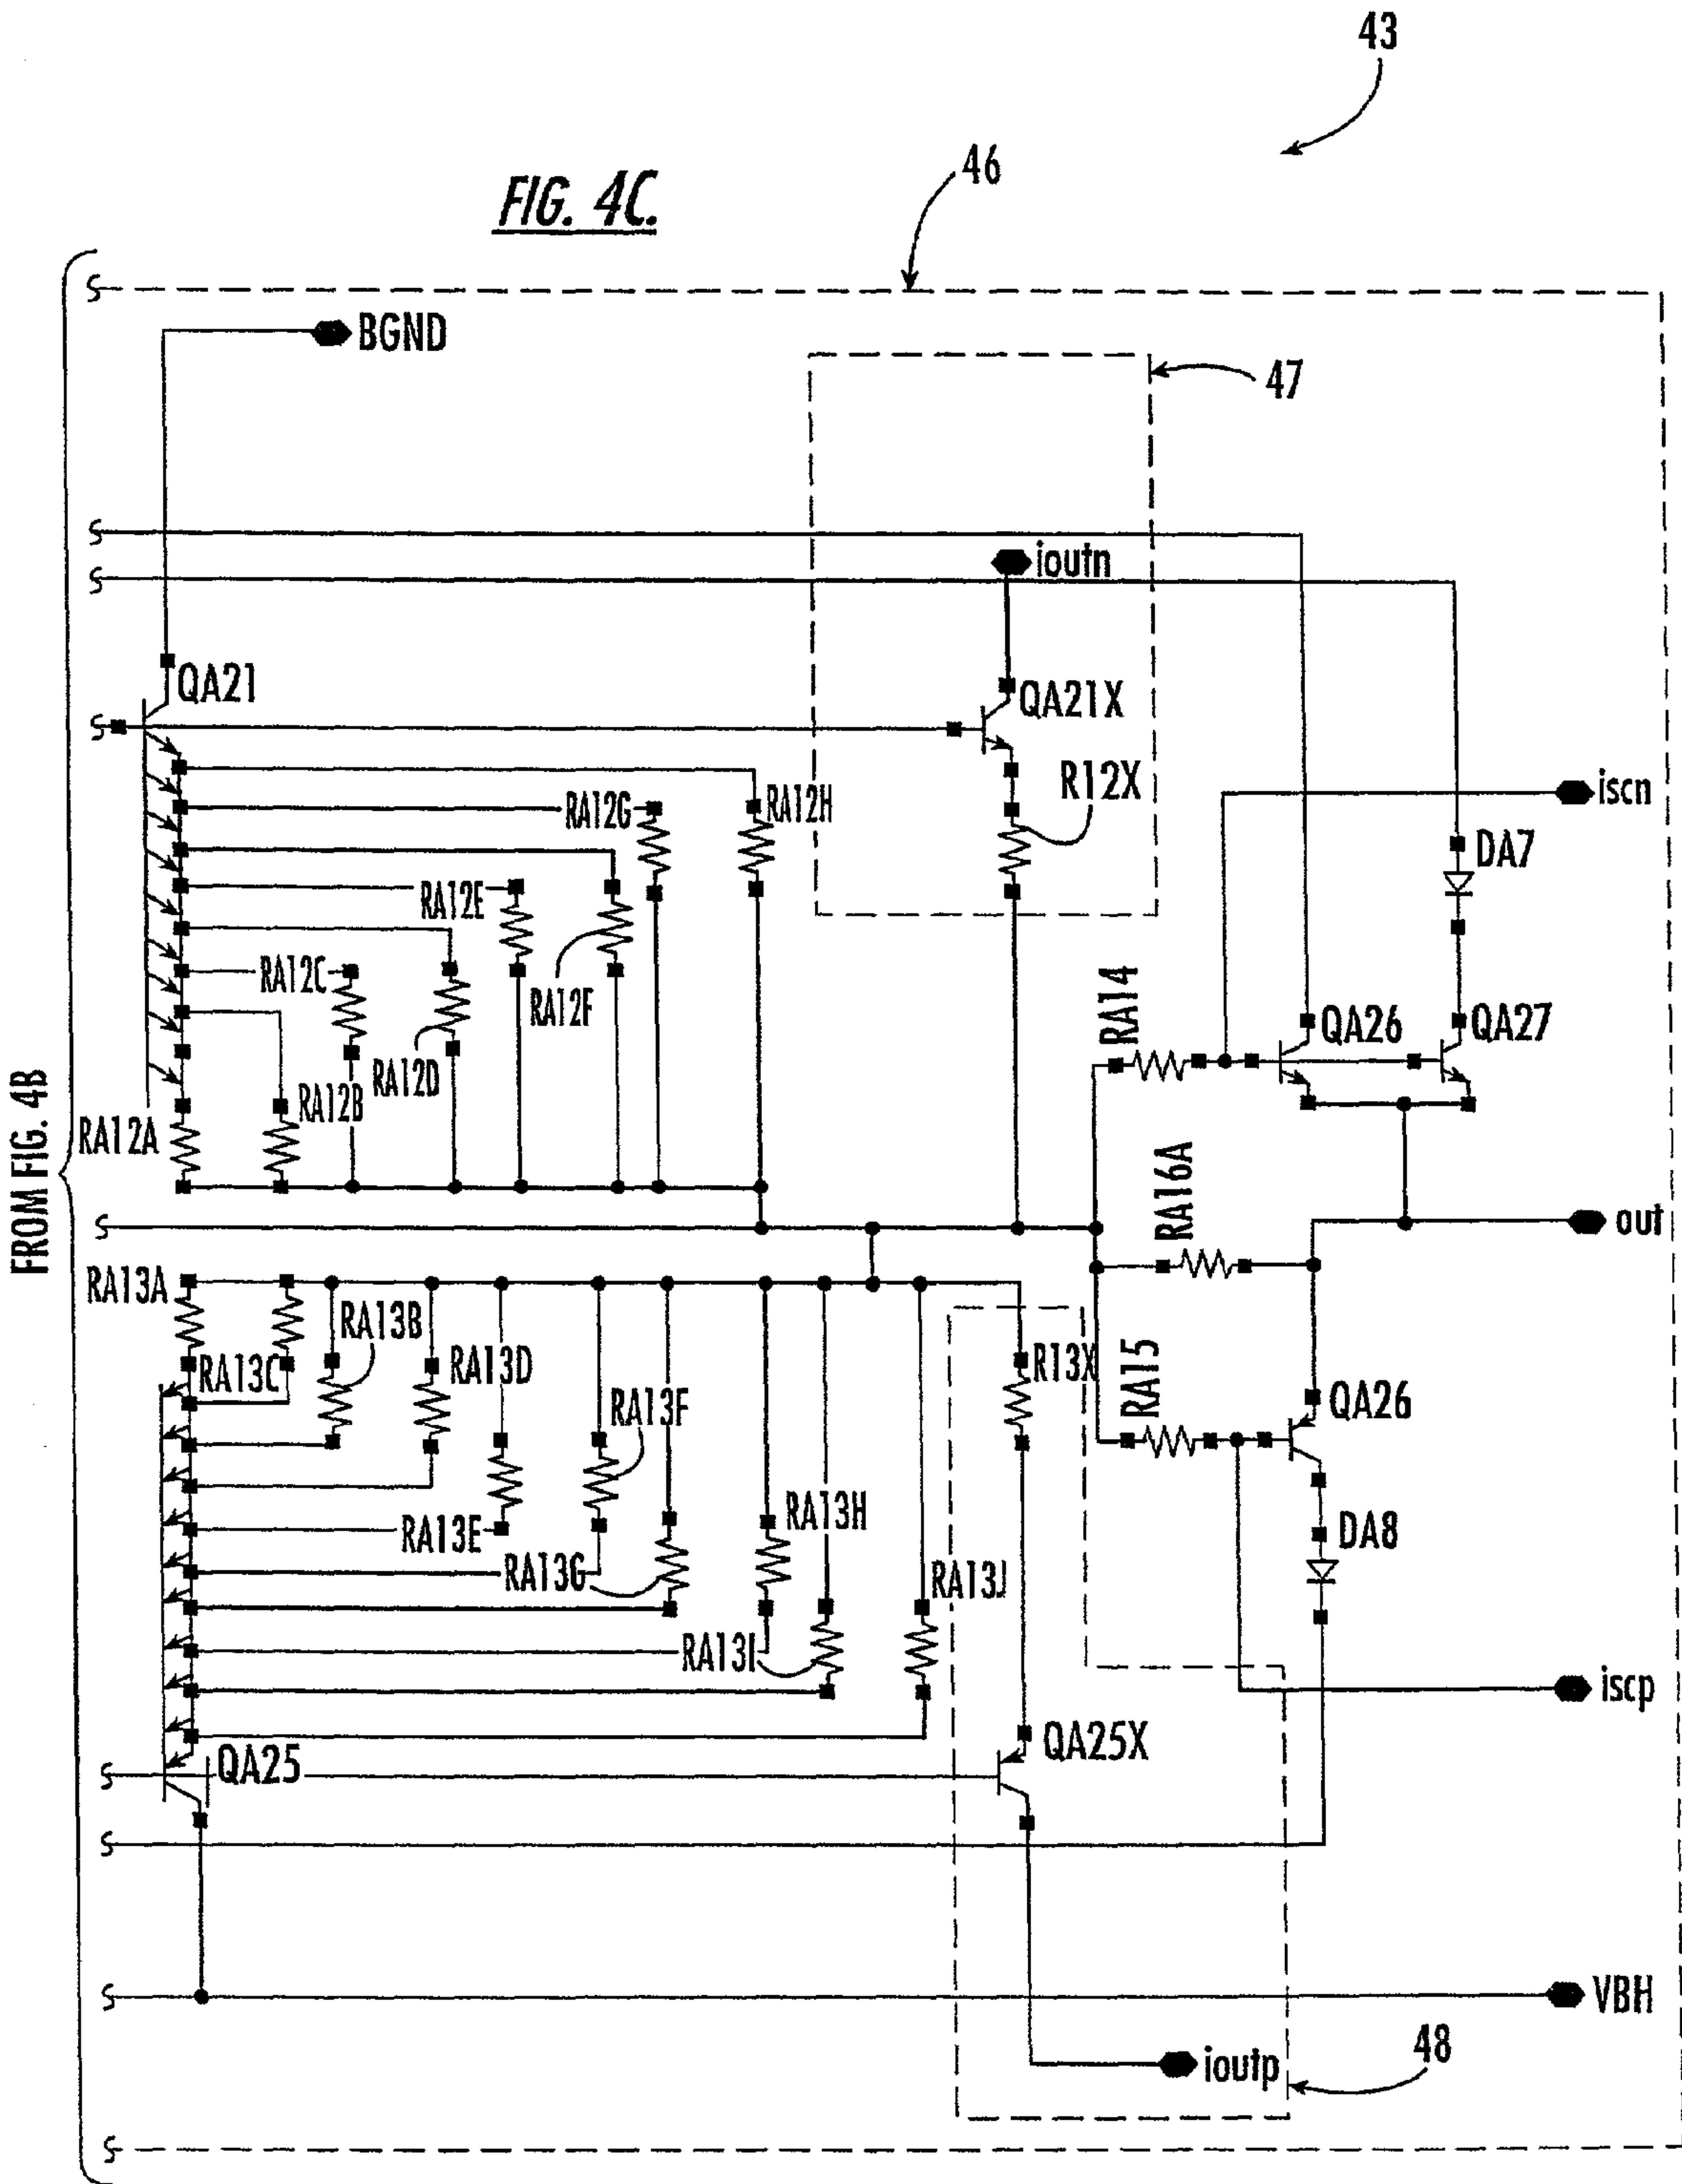 43
46
FIG. 4C.
BGND
47
ioutn
QA21
QA21X
R12X
iscn
RA12G
RA12H
DA7
RA12E
RA12C
RA12F
RA14
QA26
QA27
RA12D
RA12B
RA12A
FROM FIG. 4B
RA16A
out
RA13A
RA13B
RA13C
RA13D
R13X
RA15
QA26
RA13F
RA13E
RA13H
DA8
RA13G
RA13J
RA13I
iscp
QA25
QA25X
VBH
48
ioutp